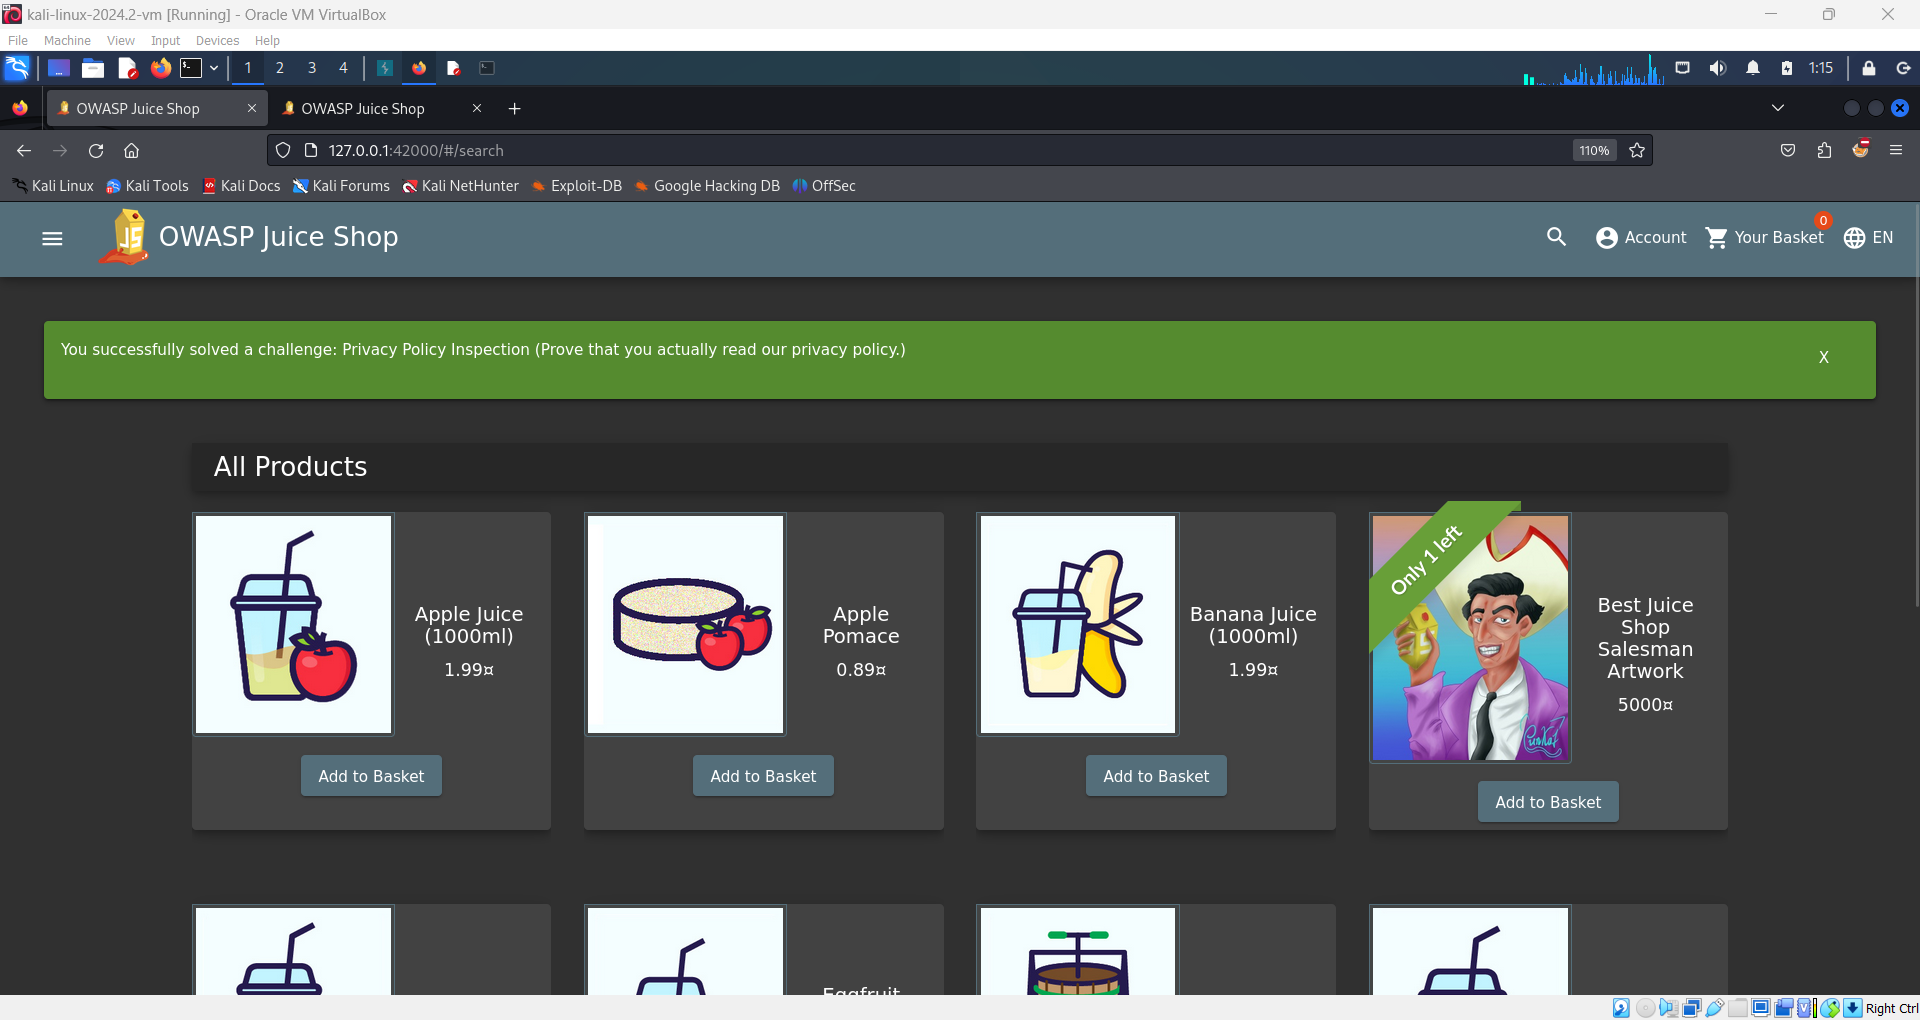 kali-linux-2024.2-vm [Running] - Oracle VM VirtualBox
File Machine View Input Devices Help
1 2 3 4 1:15
OWASP Juice Shop OWASP Juice Shop
127.0.0.1:42000/#/search 110%
Kali Linux Kali Tools Kali Docs Kali Forums Kali NetHunter Exploit-DB Google Hacking DB OffSec
OWASP Juice Shop Account Your Basket 0 EN
You successfully solved a challenge: Privacy Policy Inspection (Prove that you actually read our privacy policy.) X
All Products
Apple Juice
(1000ml)
1.99¤
Add to Basket
Apple
Pomace
0.89¤
Add to Basket
Banana Juice
(1000ml)
1.99¤
Add to Basket
Only 1 left
Best Juice
Shop
Salesman
Artwork
5000¤
Add to Basket
Eggfruit
Right Ctrl